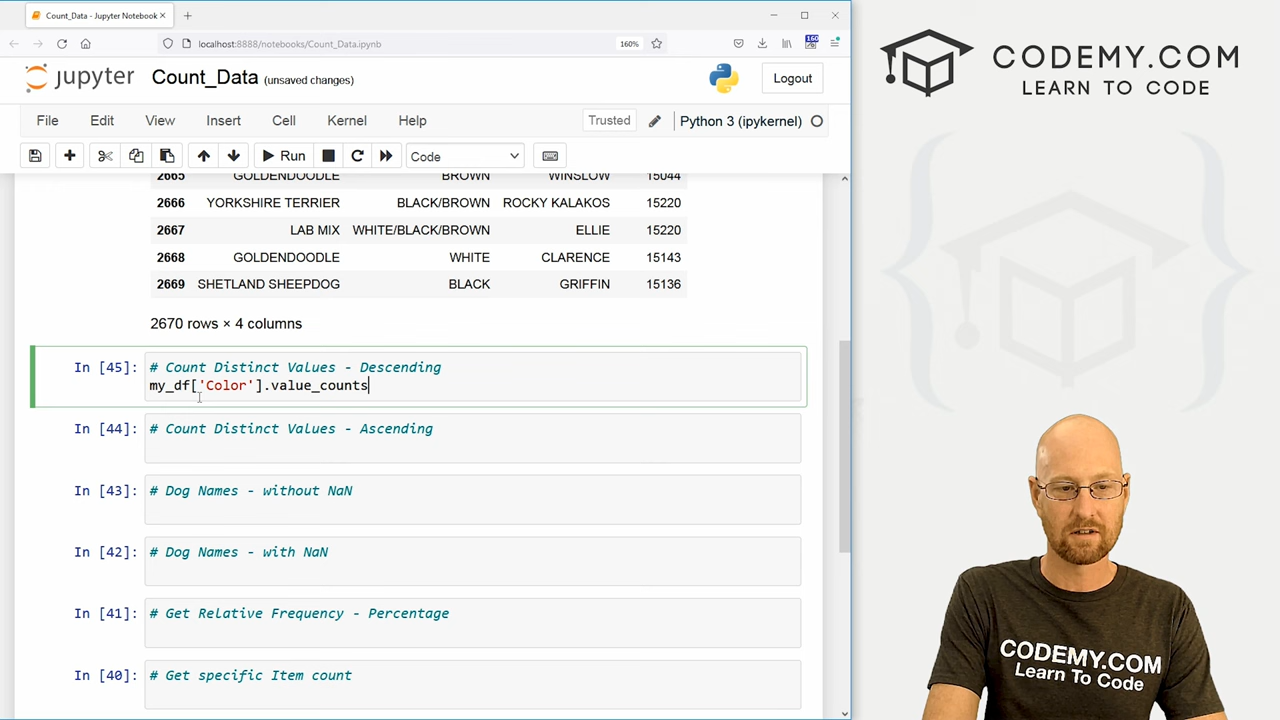 Count_Data - Jupyter Notebook
localhost:8888/notebooks/Count_Data.ipynb
160%
160
jupyter Count_Data (unsaved changes)
Logout
File Edit View Insert Cell Kernel Help
Trusted
Python 3 (ipykernel)
Run
Code
2665 GOLDENDOODLE BROWN WINSLOW 15044
2666 YORKSHIRE TERRIER BLACK/BROWN ROCKY KALAKOS 15220
2667 LAB MIX WHITE/BLACK/BROWN ELLIE 15220
2668 GOLDENDOODLE WHITE CLARENCE 15143
2669 SHETLAND SHEEPDOG BLACK GRIFFIN 15136
2670 rows × 4 columns
In [45]: # Count Distinct Values - Descending
my_df['Color'].value_counts
In [44]: # Count Distinct Values - Ascending
In [43]: # Dog Names - without NaN
In [42]: # Dog Names - with NaN
In [41]: # Get Relative Frequency - Percentage
In [40]: # Get specific Item count
CODEMY.COM
LEARN TO CODE
CODEMY.COM
Learn To Code